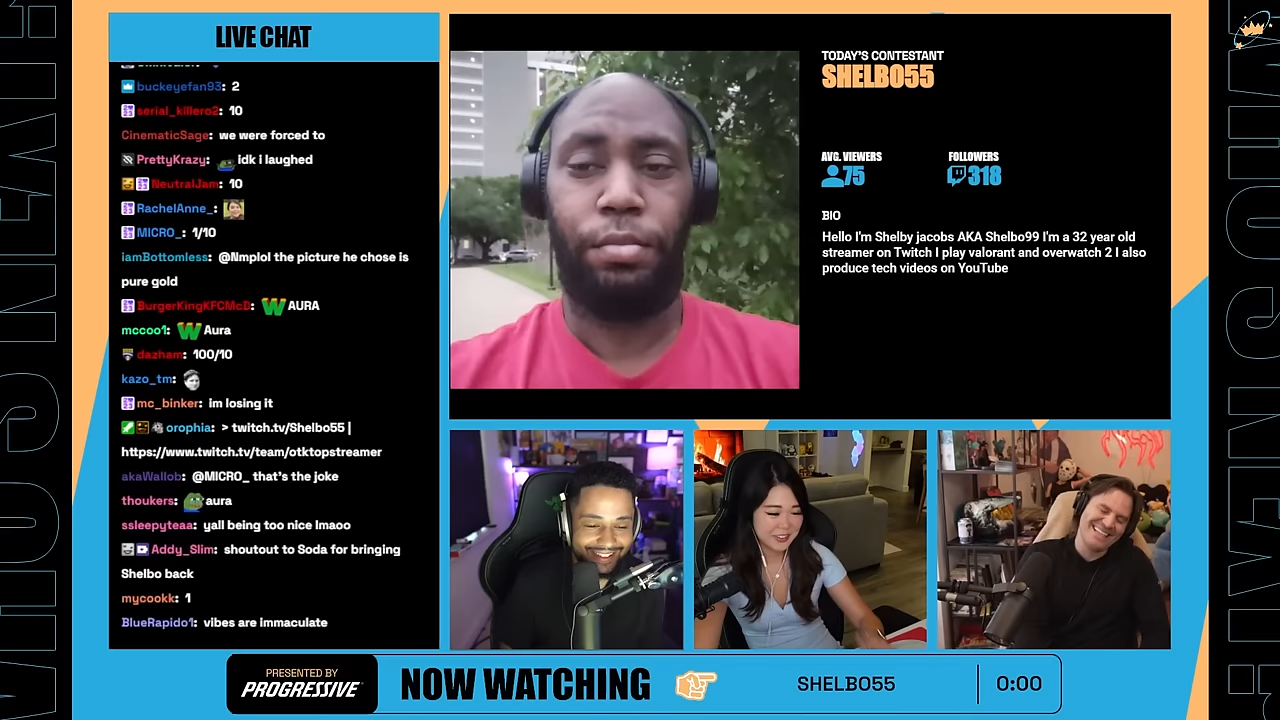 LIVE CHAT
buckeyefan93: 2
serial_killero2: 10
CinematicSage: we were forced to
PrettyKrazy: idk i laughed
NeutralJam: 10
RachelAnne_:
MICRO_: 1/10
iamBottomless: @Nmplol the picture he chose is
pure gold
BurgerKingKFCMcD: AURA
mccoo1: Aura
dazham: 100/10
kazo_tm:
mc_binker: im losing it
orophia: > twitch.tv/Shelbo55 |
https://www.twitch.tv/team/otktopstreamer
akaWallob: @MICRO_ that's the joke
thoukers: aura
ssleepyteaa: yall being too nice lmaoo
Addy_Slim: shoutout to Soda for bringing
Shelbo back
mycookk: 1
BlueRapido1: vibes are immaculate
TODAY'S CONTESTANT
SHELBO55
AVG. VIEWERS
75
FOLLOWERS
318
BIO
Hello I'm Shelby jacobs AKA Shelbo99 I'm a 32 year old
streamer on Twitch I play valorant and overwatch 2 I also
produce tech videos on YouTube
PRESENTED BY
PROGRESSIVE
NOW WATCHING
SHELBO55
0:00